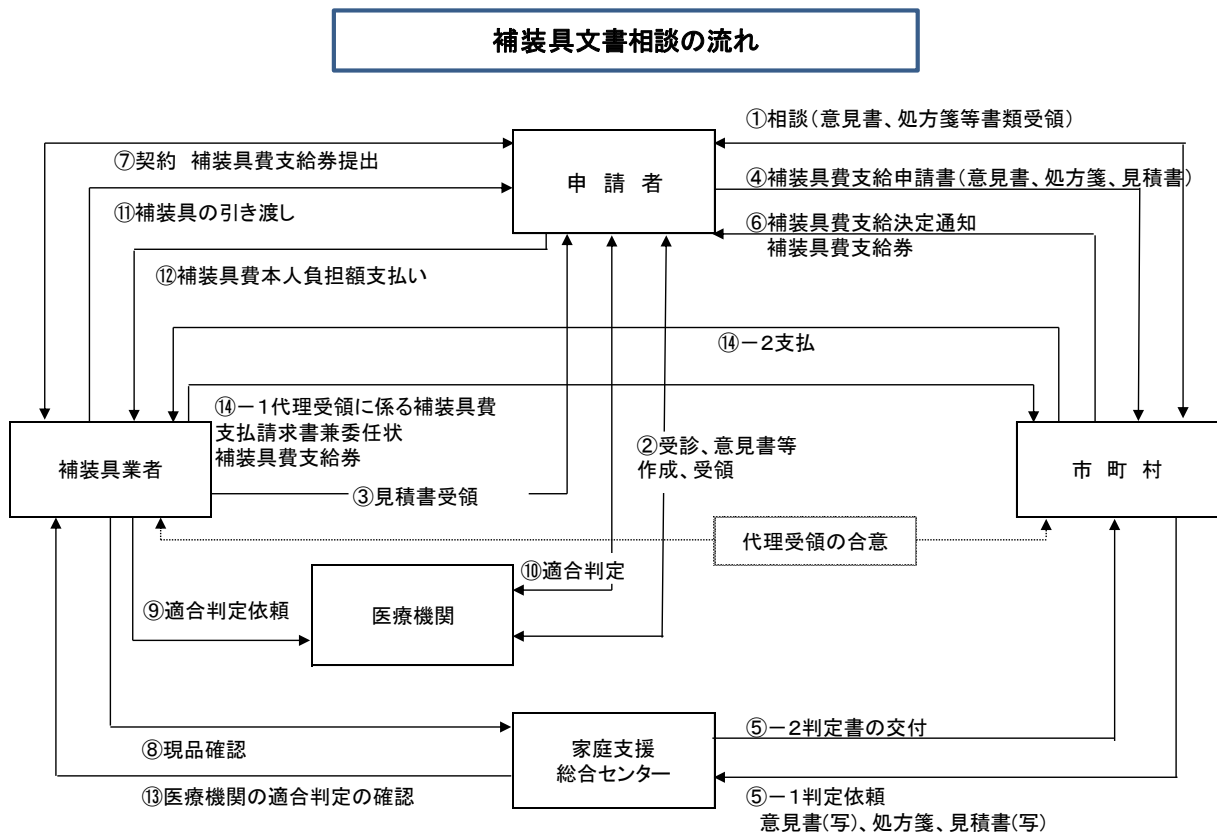 補装具文書相談の流れ
①相談(意見書、処方箋等書類受領)
⑦契約 補装具費支給券提出
申 請 者
④補装具費支給申請書(意見書、処方箋、見積書)
⑪補装具の引き渡し
⑥補装具費支給決定通知
補装具費支給券
⑫補装具費本人負担額支払い
⑭-2支払
⑭-1代理受領に係る補装具費
支払請求書兼委任状
補装具費支給券
②受診、意見書等
作成、受領
補装具業者
市 町 村
③見積書受領
代理受領の合意
⑩適合判定
⑨適合判定依頼
医療機関
⑤-2判定書の交付
⑧現品確認
家庭支援
総合センター
⑬医療機関の適合判定の確認
⑤-1判定依頼
意見書(写)、処方箋、見積書(写)